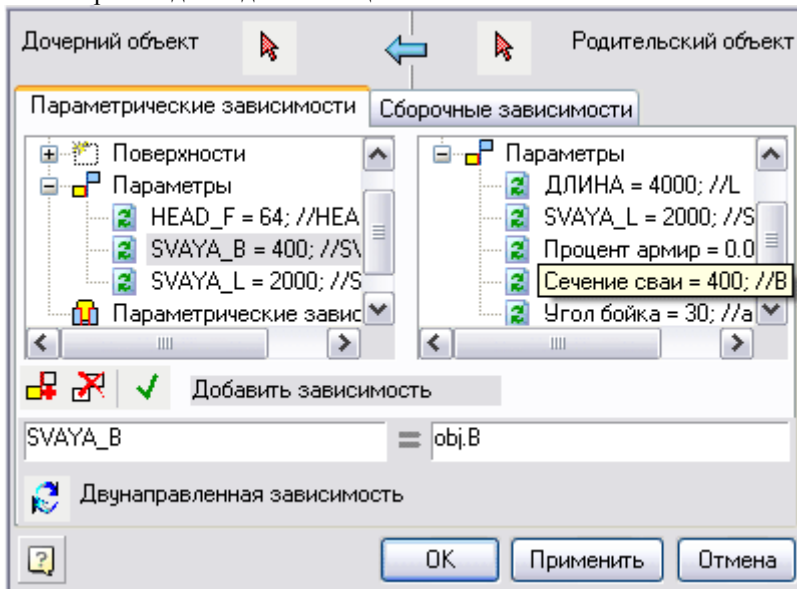 Дочерний объект
Родительский объект
Параметрические зависимости
Сборочные зависимости
Поверхности
Параметры
HEAD_F = 64; //HEA
SVAYA_B = 400; //SV
SVAYA_L = 2000; //S
Параметрические завис
Параметры
ДЛИНА = 4000; //L
SVAYA_L = 2000; //S
Процент армир = 0.0
Сечение сваи = 400; //B
Угол бойка = 30; //a
Добавить зависимость
SVAYA_B = obj.B
Двунаправленная зависимость
? OK Применить Отмена